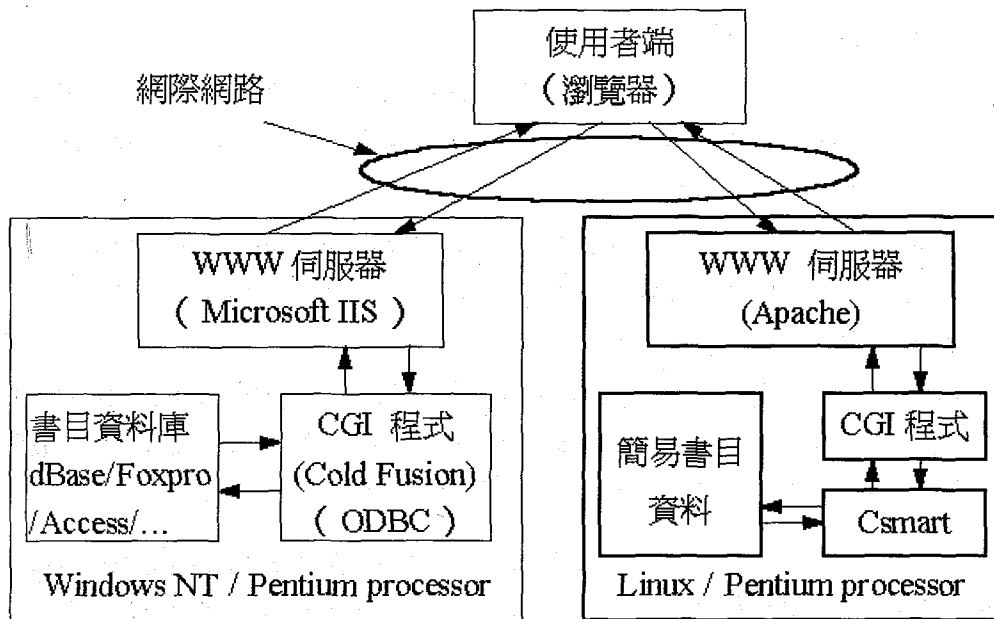 使用者端
（瀏覽器）
網際網路
WWW 伺服器
（ Microsoft IIS ）
書目資料庫
dBase/Foxpro
/Access/…
CGI 程式
(Cold Fusion)
（ ODBC ）
Windows NT / Pentium processor
WWW 伺服器
(Apache)
簡易書目
資料
CGI 程式
Csmart
Linux / Pentium processor